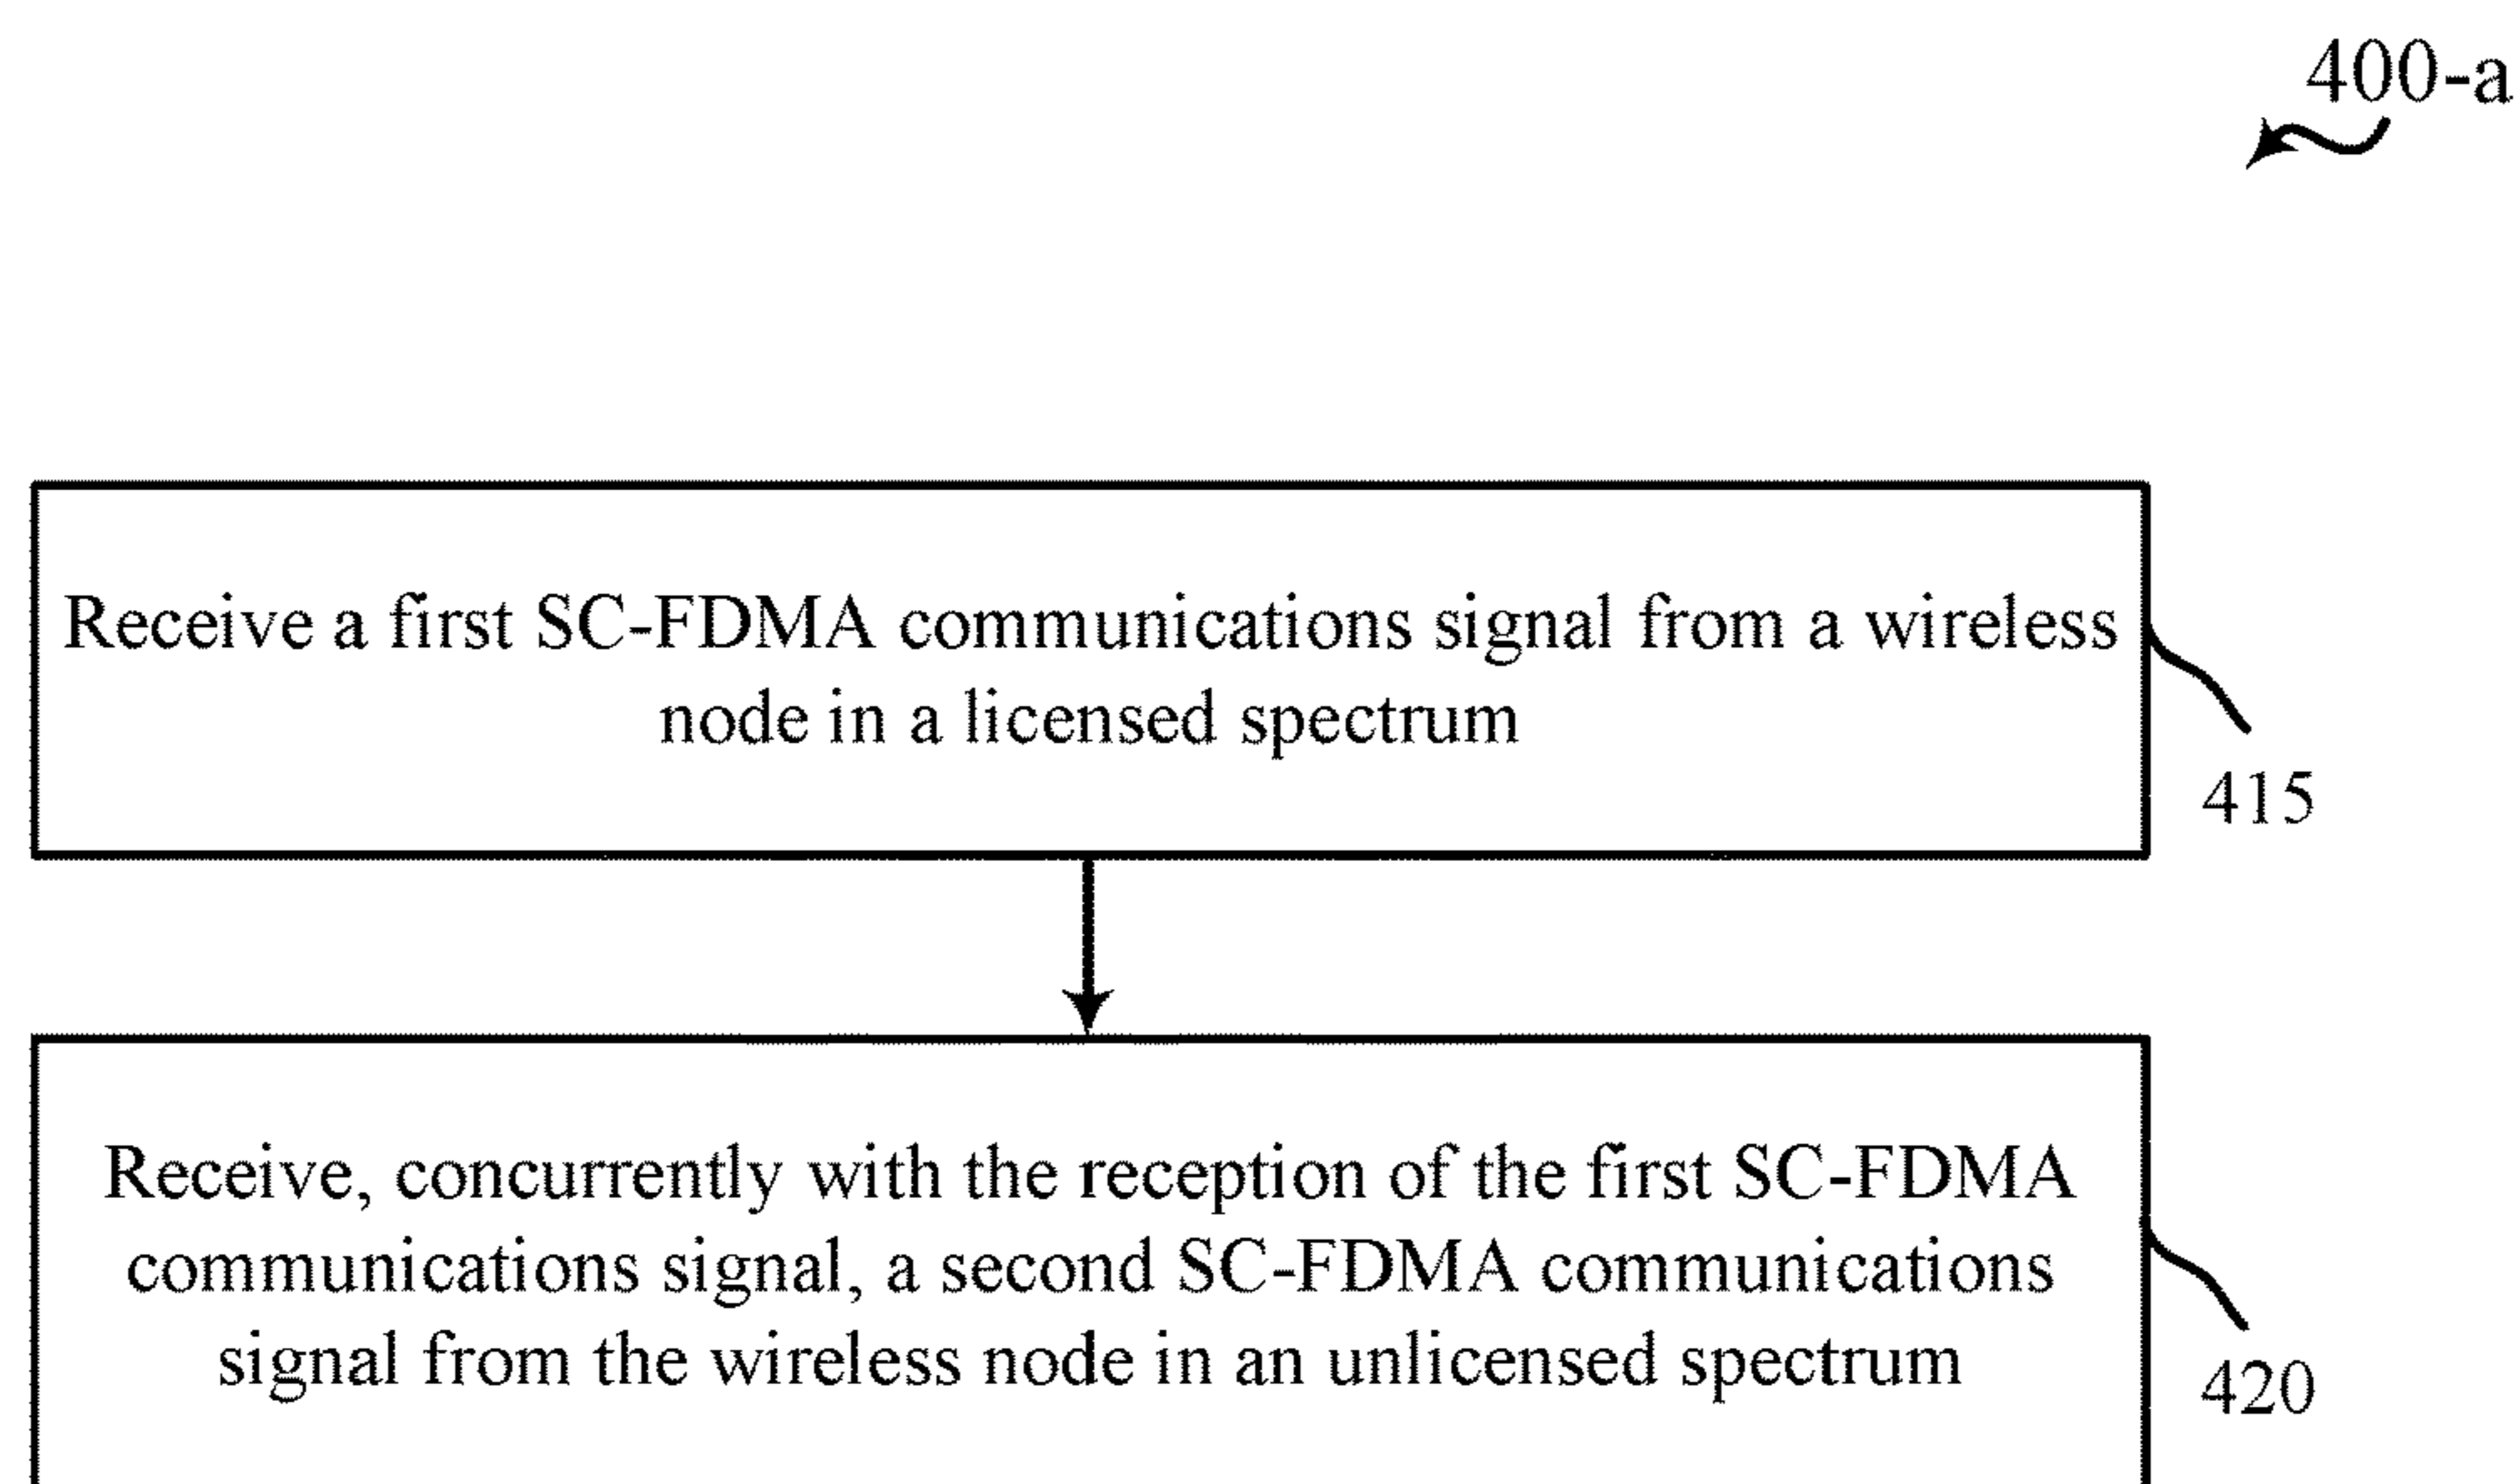 400-a
Receive a first SC-FDMA communications signal from a wireless
node in a licensed spectrum
415
Receive, concurrently with the reception of the first SC-FDMA
communications signal, a second SC-FDMA communications
signal from the wireless node in an unlicensed spectrum
420